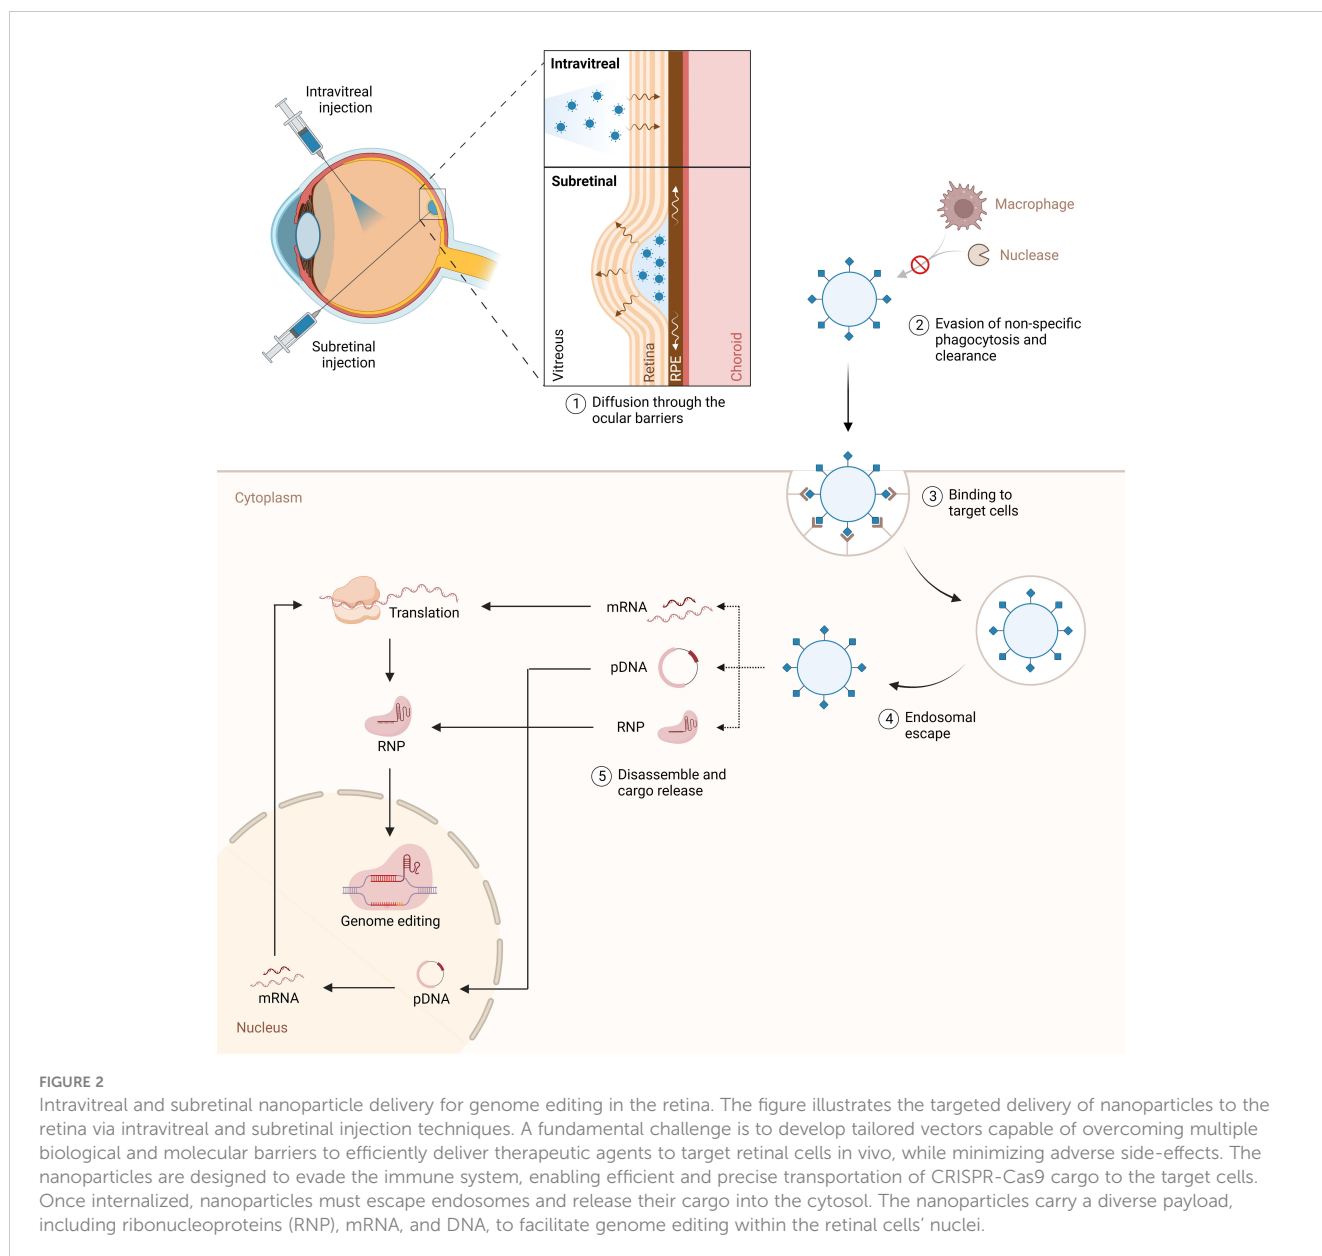 Intravitreal
injection
Subretinal
injection
Intravitreal
Subretinal
Vitreous
Retina
RPE
Choroid
1 Diffusion through the
ocular barriers
Macrophage
Nuclease
2 Evasion of non-specific
phagocytosis and
clearance
Cytoplasm
3 Binding to
target cells
4 Endosomal
escape
mRNA
pDNA
RNP
5 Disassemble and
cargo release
Translation
RNP
Genome editing
mRNA
pDNA
Nucleus
FIGURE 2
Intravitreal and subretinal nanoparticle delivery for genome editing in the retina. The figure illustrates the targeted delivery of nanoparticles to the
retina via intravitreal and subretinal injection techniques. A fundamental challenge is to develop tailored vectors capable of overcoming multiple
biological and molecular barriers to efficiently deliver therapeutic agents to target retinal cells in vivo, while minimizing adverse side-effects. The
nanoparticles are designed to evade the immune system, enabling efficient and precise transportation of CRISPR-Cas9 cargo to the target cells.
Once internalized, nanoparticles must escape endosomes and release their cargo into the cytosol. The nanoparticles carry a diverse payload,
including ribonucleoproteins (RNP), mRNA, and DNA, to facilitate genome editing within the retinal cells’ nuclei.